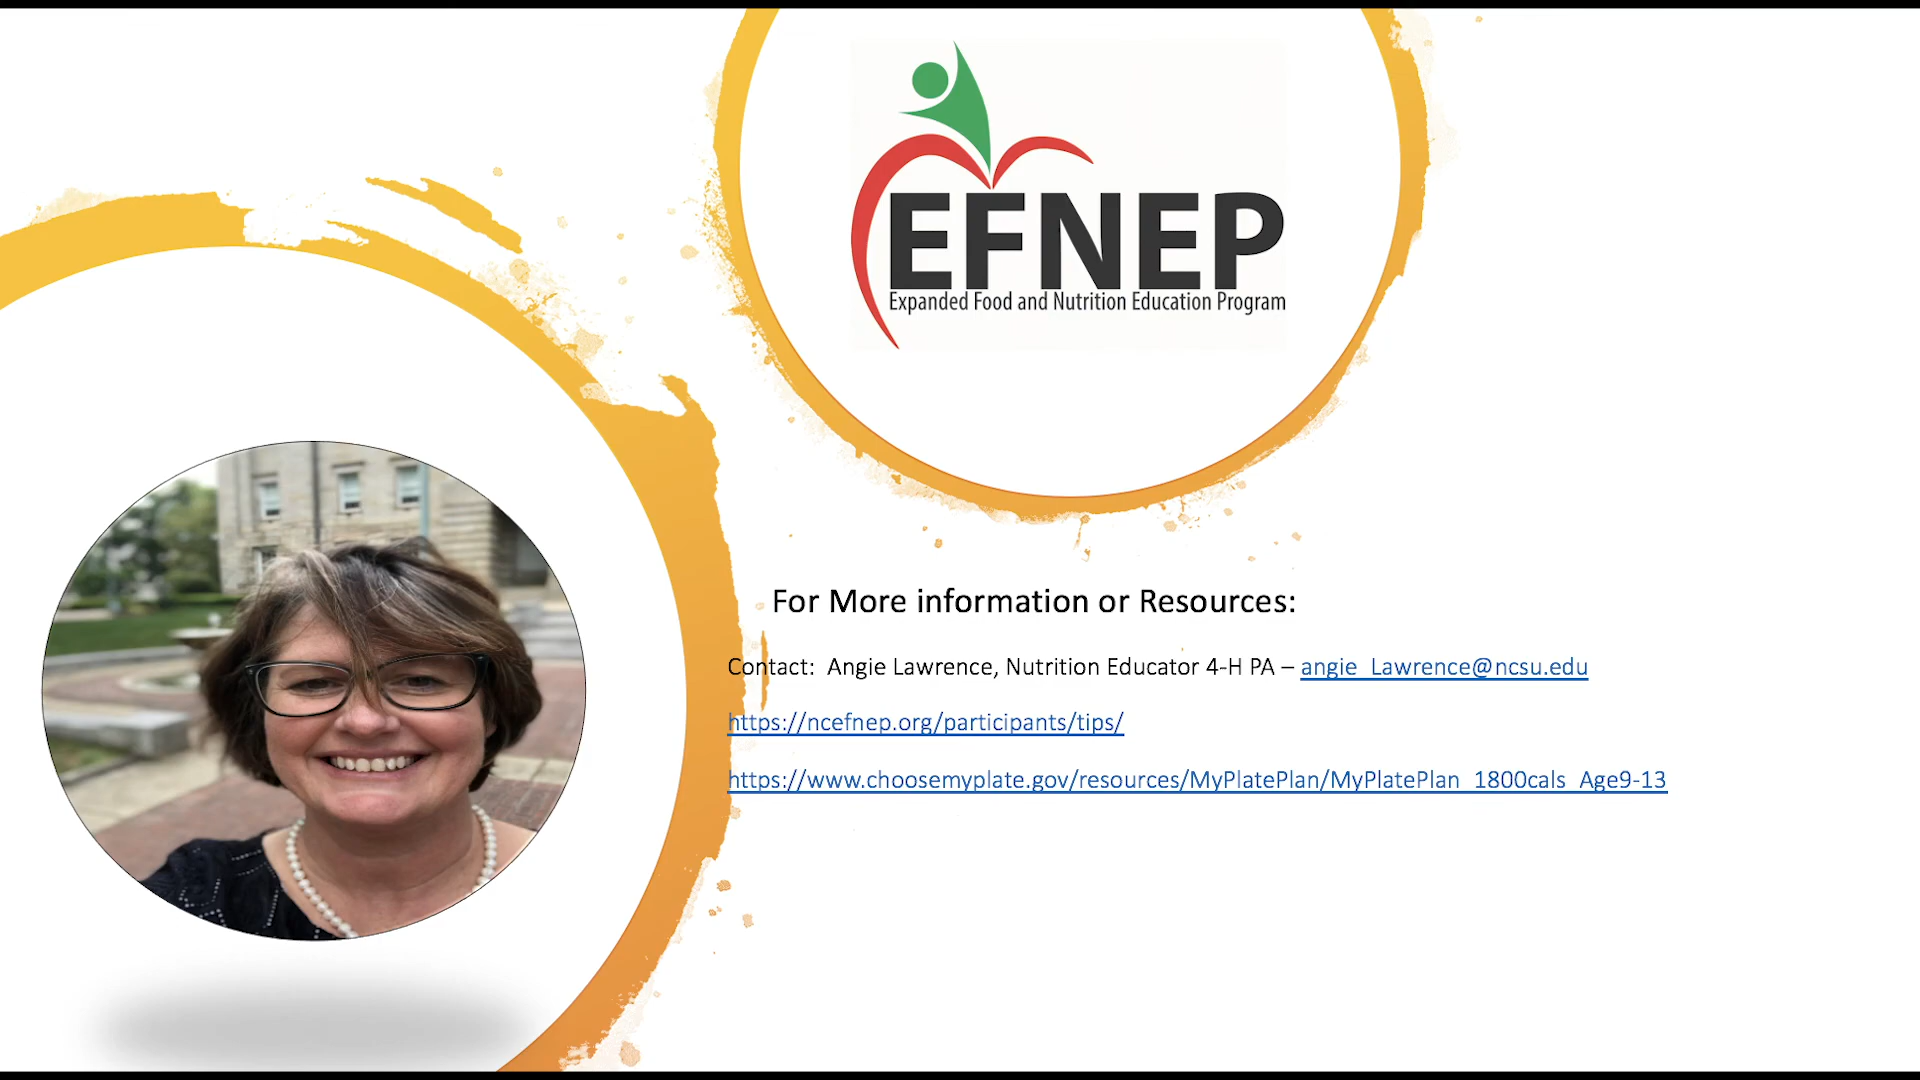 EFNEP
Expanded Food and Nutrition Education Program
For More information or Resources:
Contact: Angie Lawrence, Nutrition Educator 4-H PA – angie_Lawrence@ncsu.edu
https://ncefnep.org/participants/tips/
https://www.choosemyplate.gov/resources/MyPlatePlan/MyPlatePlan_1800cals_Age9-13